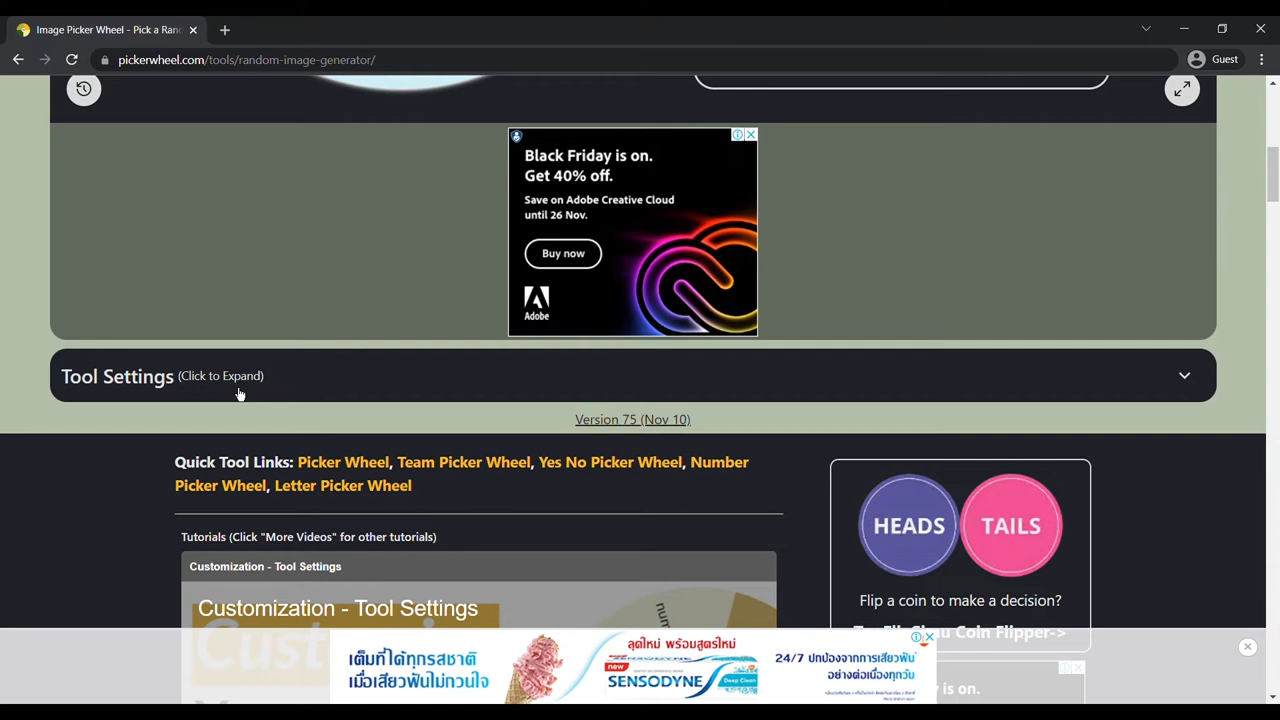 Image Picker Wheel - Pick a Ran
pickerwheel.com/tools/random-image-generator/
Guest
Black Friday is on.
Get 40% off.
Save on Adobe Creative Cloud
until 26 Nov.
Buy now
Adobe
Tool Settings (Click to Expand)
Version 75 (Nov 10)
Quick Tool Links: Picker Wheel, Team Picker Wheel, Yes No Picker Wheel, Number
Picker Wheel, Letter Picker Wheel
Tutorials (Click "More Videos" for other tutorials)
Customization - Tool Settings
Customization - Tool Settings
HEADS
TAILS
Flip a coin to make a decision?
Coin Flipper->
เต็มที่ได้ทุกรสชาติ
เมื่อเสียวฟันไม่กวนใจ
ลุดใหม่ พร้อมสูตรใหม่
new
SENSODYNE
Deep Clean
24/7 ปกป้องจากการเสียวฟัน
อย่างต่อเนื่องทุกวัน
is on.